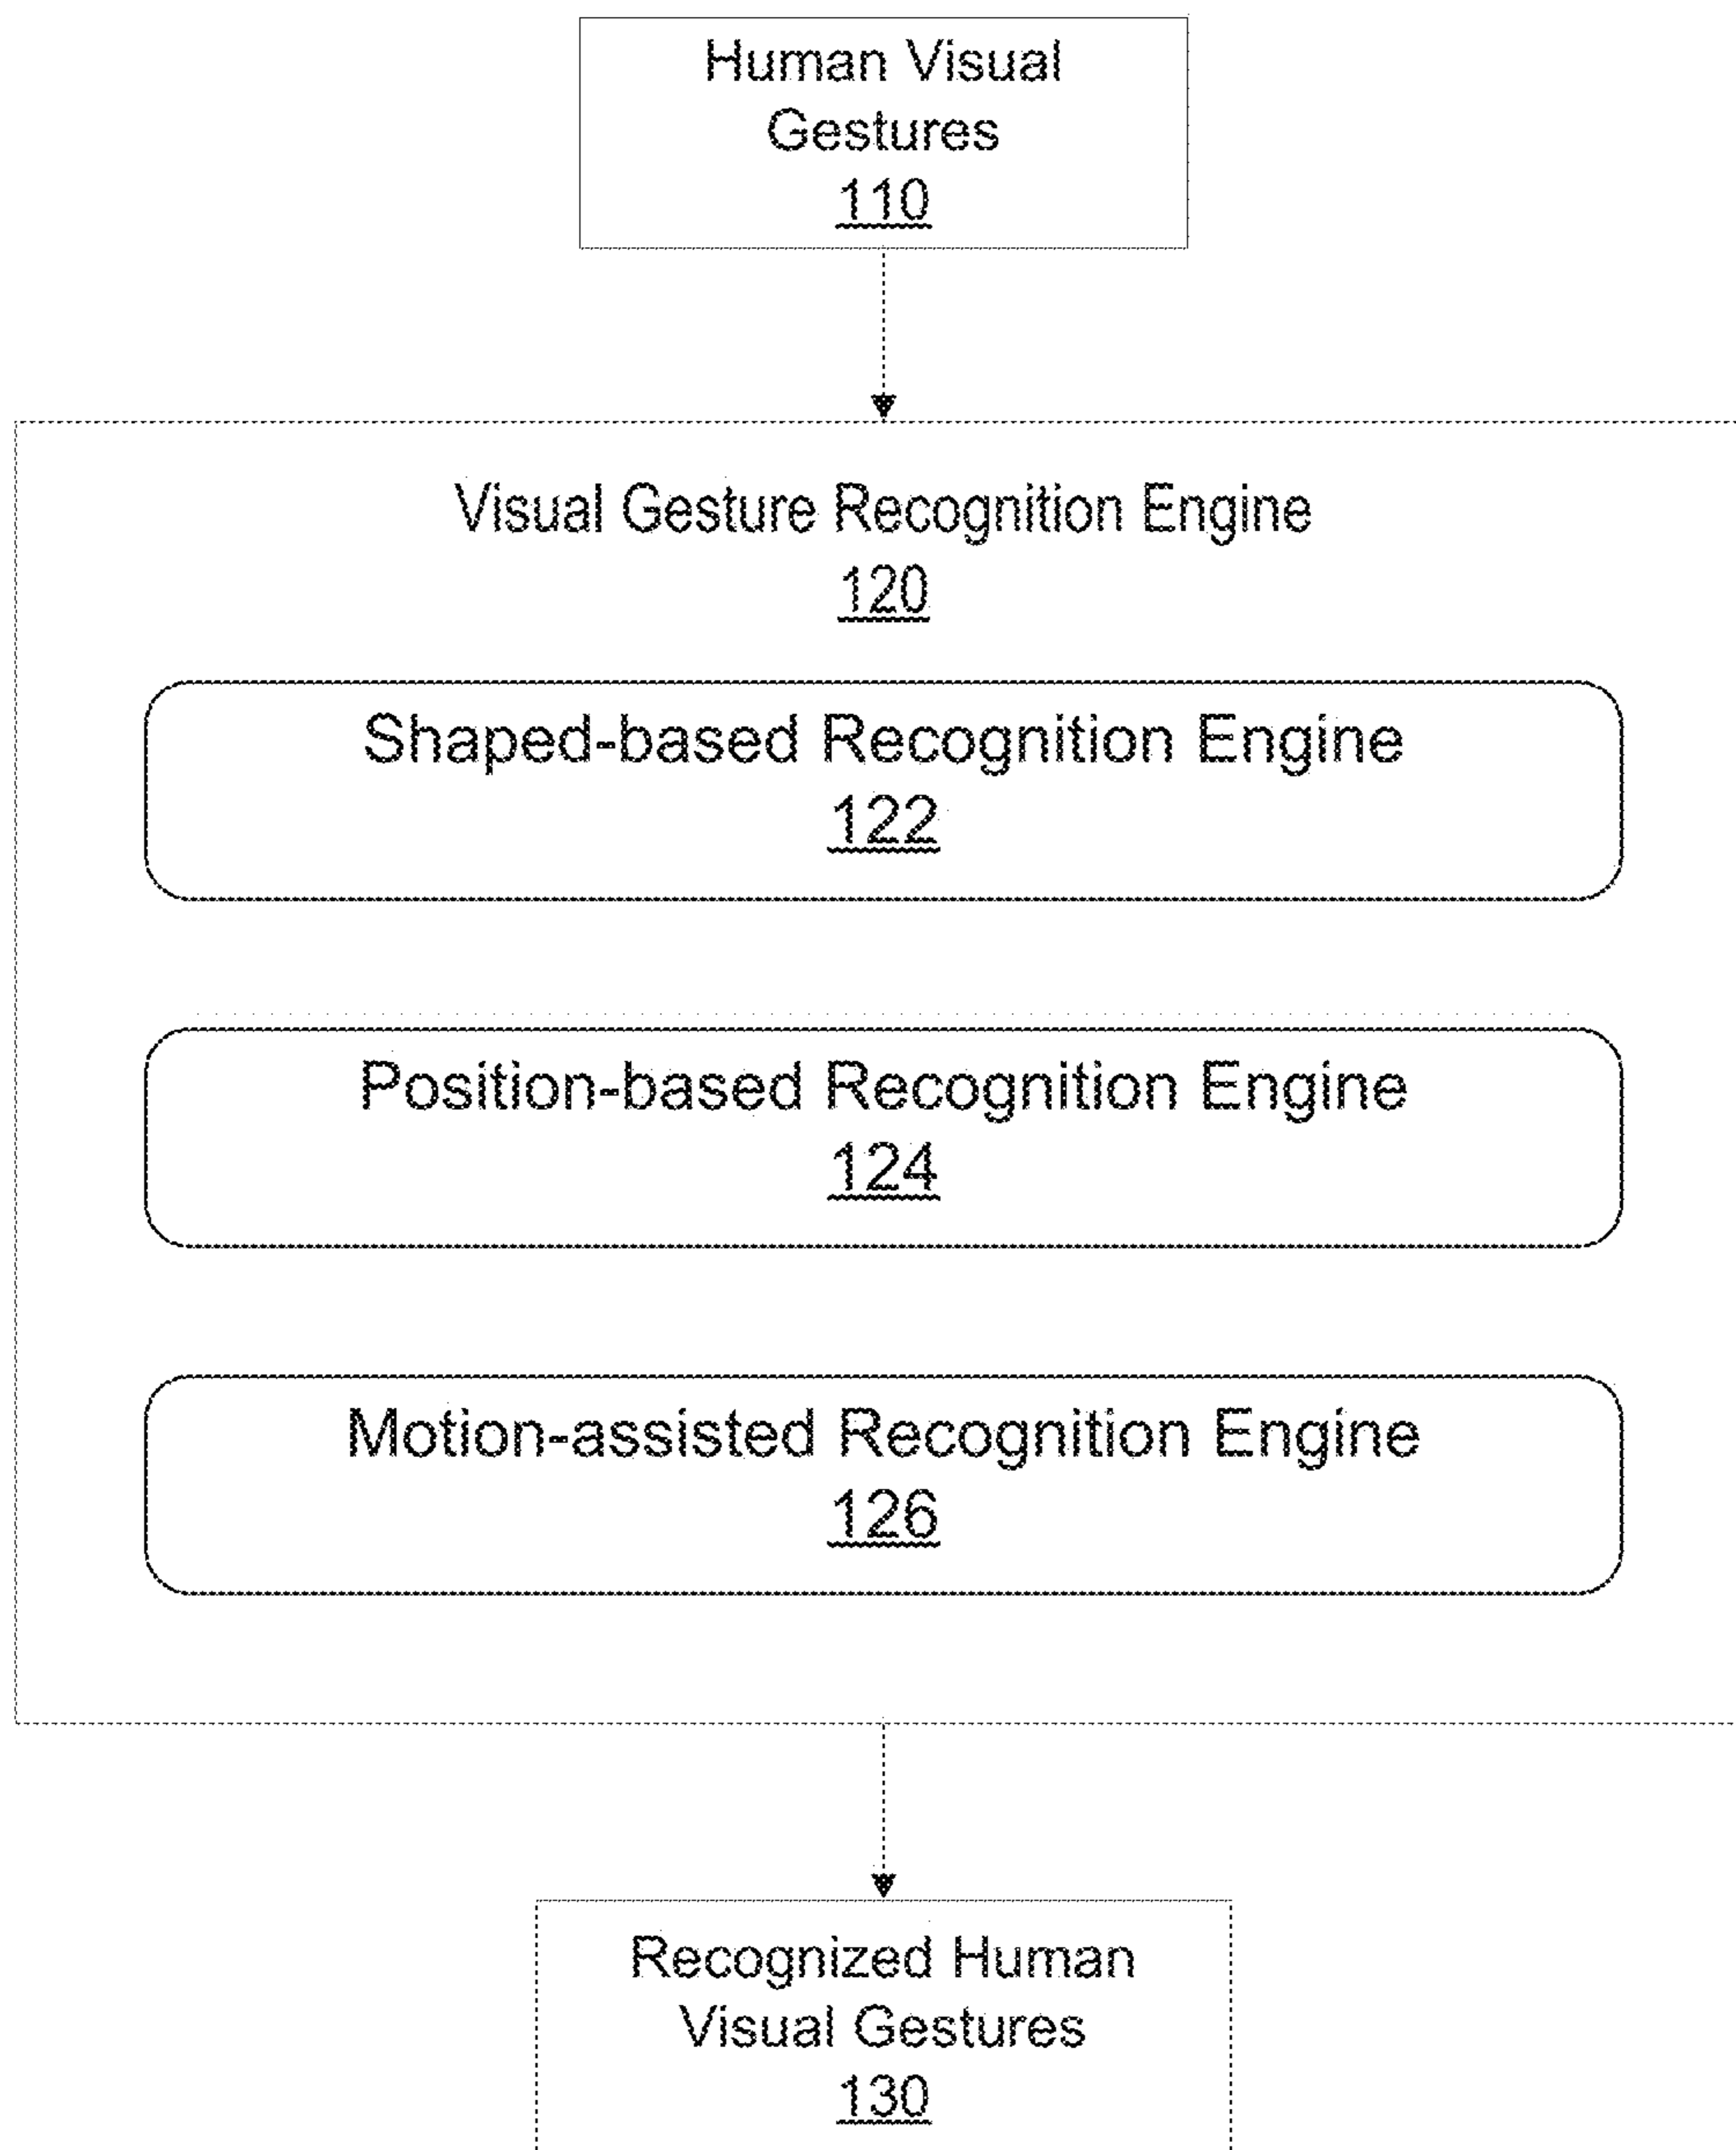 Human Visual
Gestures
110
Visual Gesture Recognition Engine
120
Shaped-based Recognition Engine
122
Position-based Recognition Engine
124
Motion-assisted Recognition Engine
126
Recognized Human
Visual Gestures
130